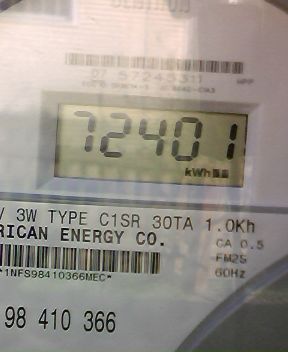 07 57245311
72401
kWh
V 3W TYPE C1SR 30TA 1.0Kh
RICAN ENERGY CO.
CA 0.5
FM2S
60Hz
*1NFS98410366MEC*
98 410 366